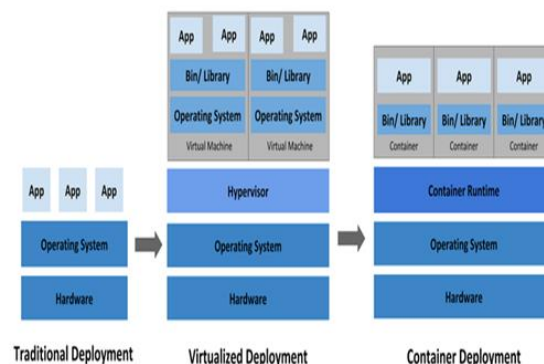 App App App
Operating System
Hardware
Traditional Deployment
App App App App
Bin/ Library Bin/ Library
Operating System Operating System
Virtual Machine Virtual Machine
Hypervisor
Operating System
Hardware
Virtualized Deployment
App App App
Bin/ Library Bin/ Library Bin/ Library
Container Container Container
Container Runtime
Operating System
Hardware
Container Deployment